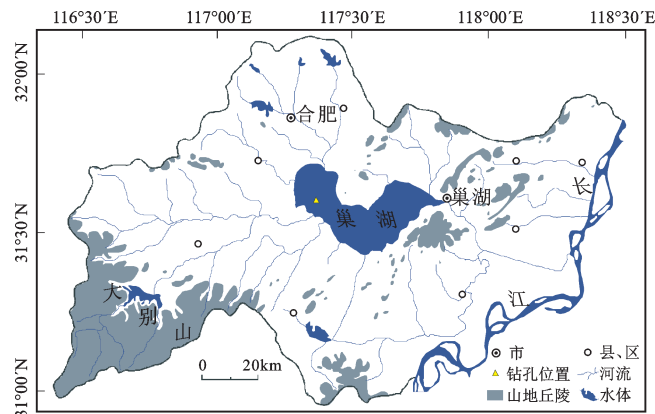 116°30′E 117°00′E 117°30′E 118°00′E 118°30′E
32°00′N
31°30′N
31°00′N
合肥
巢湖
巢 湖
长
江
大
别
山
0 20km
市 县、区
钻孔位置 河流
山地丘陵 水体